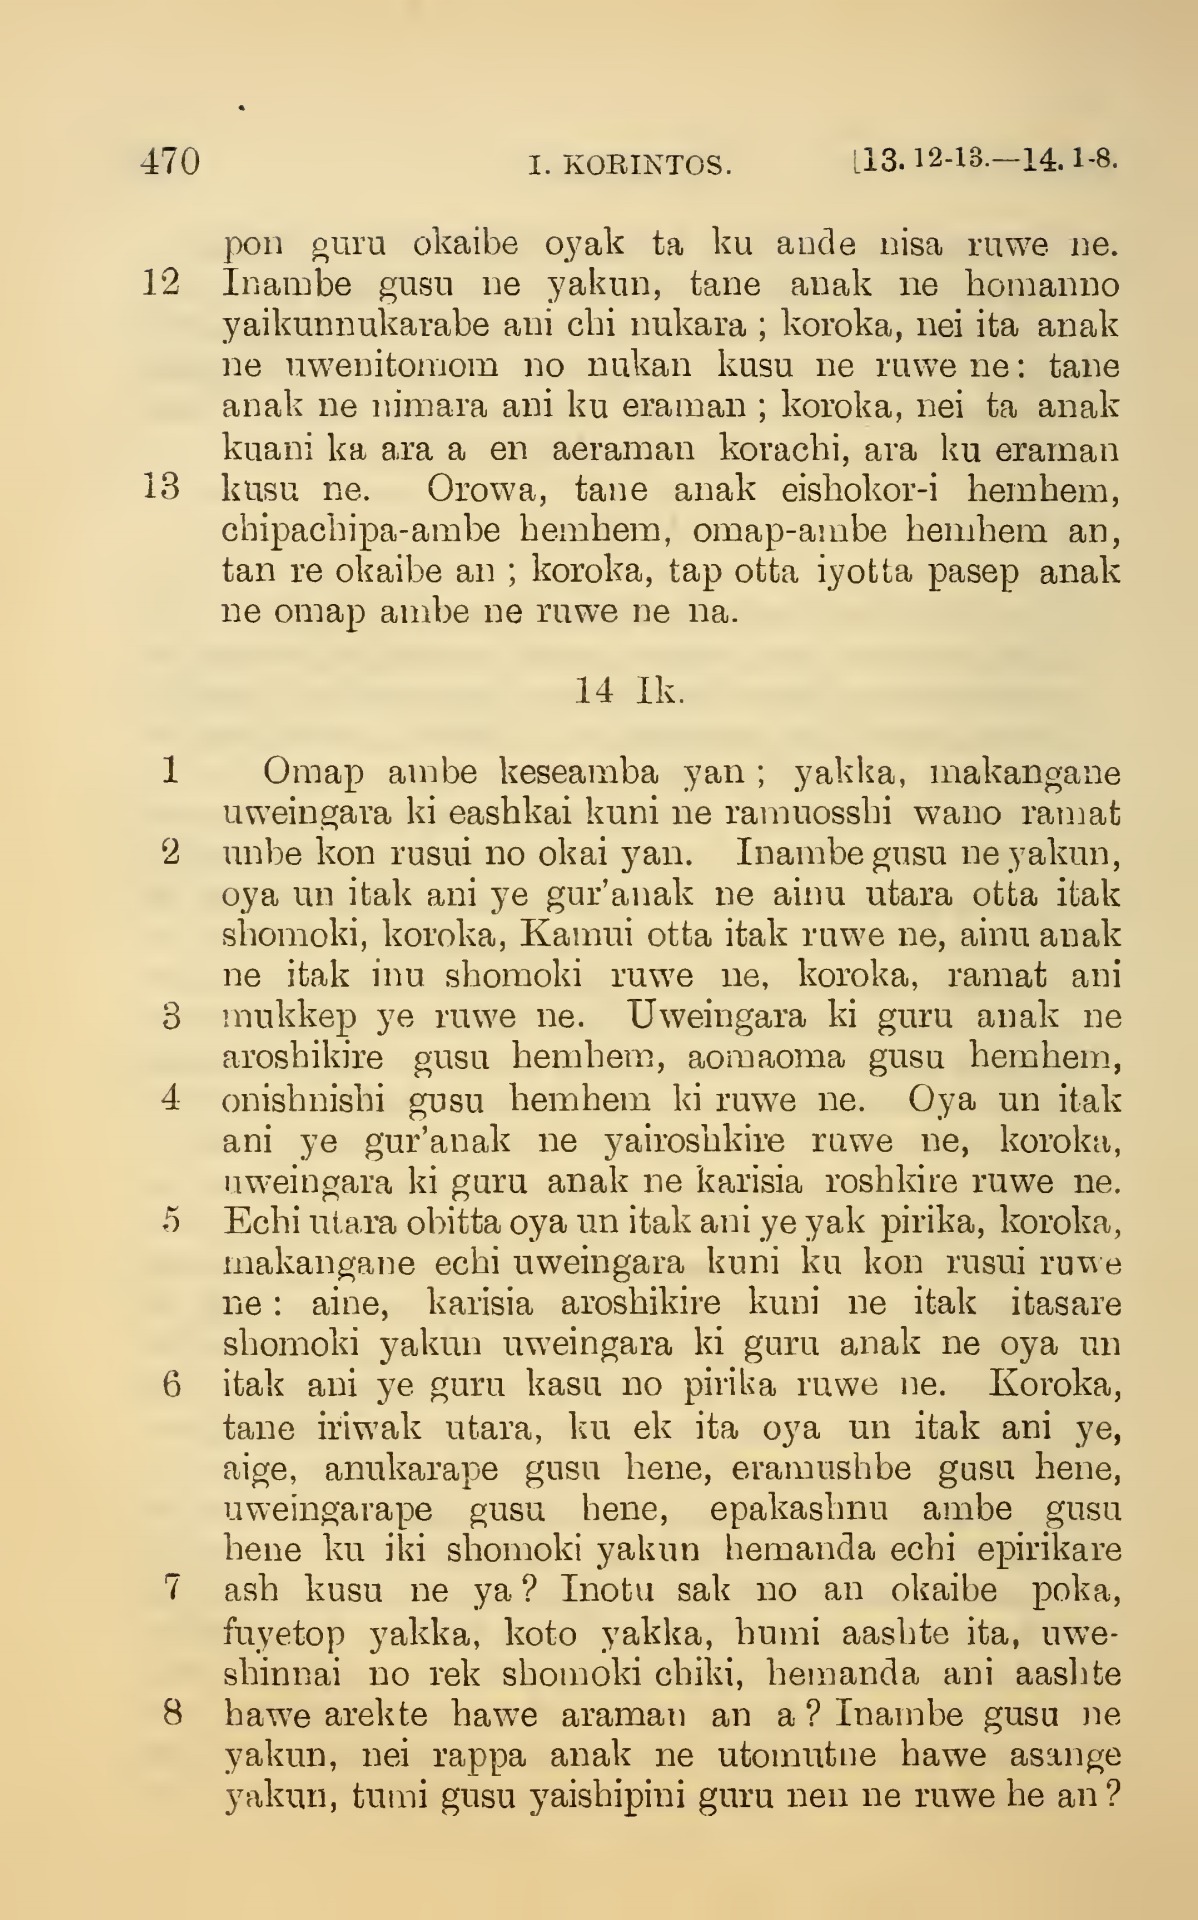 470 I. KORINTOS. [13. 12-13.—14. 1-8.
pon guru okaibe oyak ta ku ande nisa ruwe ne.
12 Inambe gusu ne yakun, tane anak ne homanno
yaikunnukarabe ani chi nukara ; koroka, nei ita anak
ne uwenitomom no nukan kusu ne ruwe ne : tane
anak ne nimara ani ku eraman ; koroka, nei ta anak
kuani ka ara a en aeraman korachi, ara ku eraman
13 kusu ne. Orowa, tane anak eishokor-i hemhem,
chipachipa-ambe hemhem, omap-ambe hemhem an,
tan re okaibe an ; koroka, tap otta iyotta pasep anak
ne omap ambe ne ruwe ne na.
14 Ik.
1 Omap ambe keseamba yan ; yakka, makangane
uweingara ki eashkai kuni ne ramuosshi wano ramat
2 unbe kon rusui no okai yan. Inambe gusu ne yakun,
oya un itak ani ye gur'anak ne ainu utara otta itak
shomoki, koroka, Kamui otta itak ruwe ne, ainu anak
ne itak inu shomoki ruwe ne, koroka, ramat ani
3 mukkep ye ruwe ne. Uweingara ki guru anak ne
aroshikire gusu hemhem, aomaoma gusu hemhem,
4 onishnishi gusu hemhem ki ruwe ne. Oya un itak
ani ye gur'anak ne yairoshkire ruwe ne, koroka,
uweingara ki guru anak ne karisia roshkire ruwe ne.
5 Echi utara obitta oya un itak ani ye yak pirika, koroka,
makangane echi uweingara kuni ku kon rusui ruwe
ne : aine, karisia aroshikire kuni ne itak itasare
shomoki yakun uweingara ki guru anak ne oya un
6 itak ani ye guru kasu no pirika ruwe ne. Koroka,
tane iriwak utara, ku ek ita oya un itak ani ye,
aige, anukarape gusu hene, eramushbe gusu hene,
uweingarape gusu hene, epakashnu ambe gusu
hene ku iki shomoki yakun hemanda echi epirikare
7 ash kusu ne ya ? Inotu sak no an okaibe poka,
fuyetop yakka, koto yakka, humi aashte ita, uwe-
shinnai no rek shomoki chiki, hemanda ani aashte
8 hawe arekte hawe araman an a ? Inambe gusu ne
yakun, nei rappa anak ne utomutne hawe asange
yakun, tumi gusu yaishipini guru nen ne ruwe he an ?